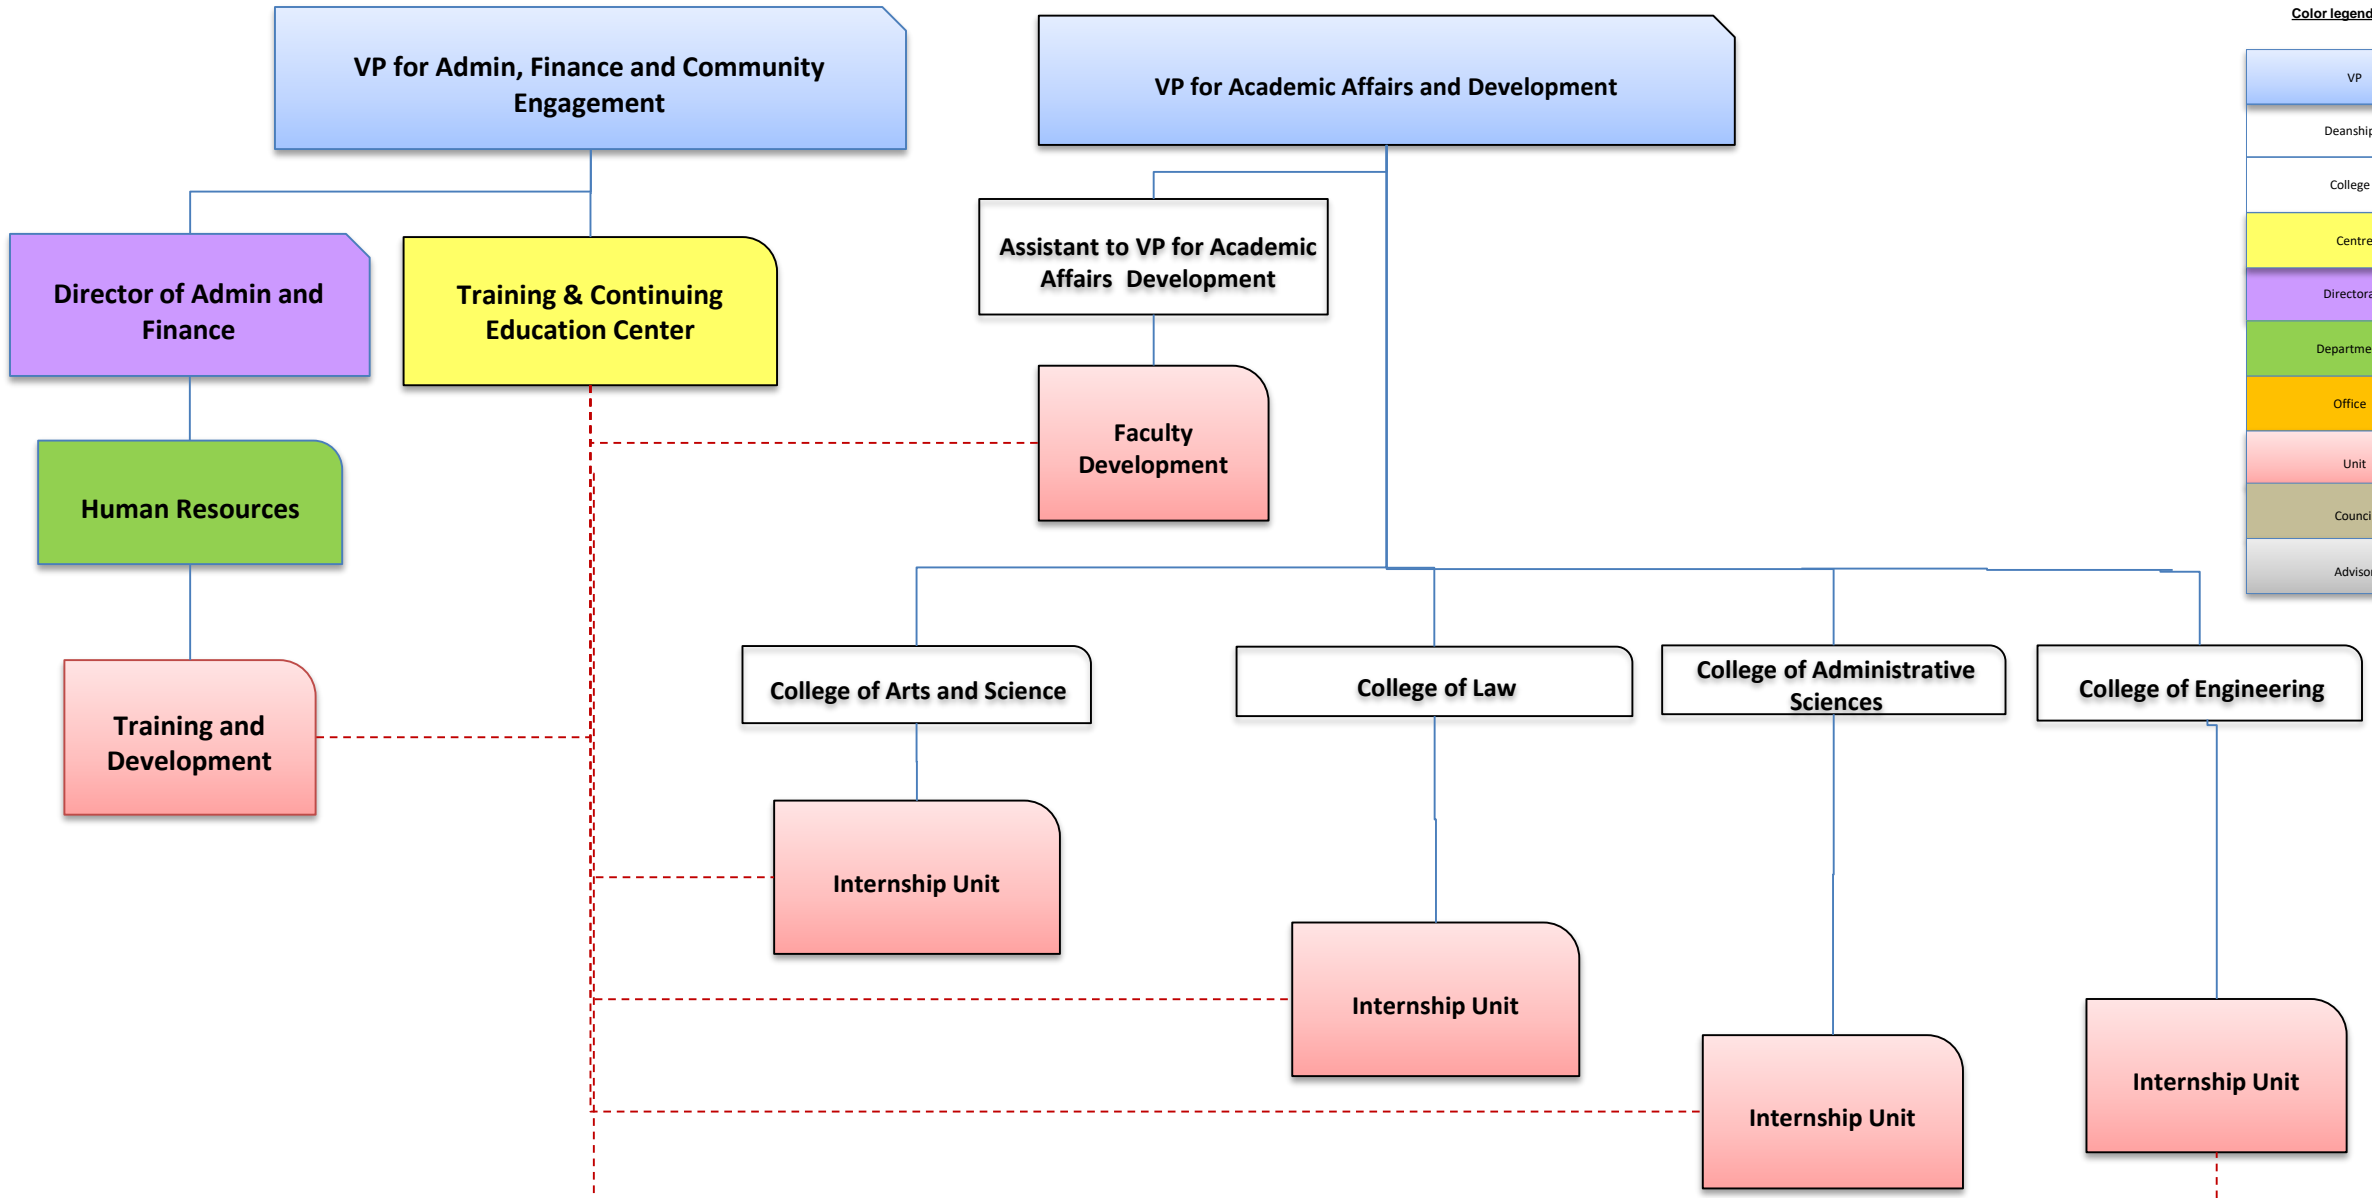 Color legend
VP for Admin, Finance and Community
Engagement
VP for Academic Affairs and Development
VP
Deanship
College
Centre
Office
Unit
Assistant to VP for Academic
Affairs  Development
Director of Admin and
Finance
Training & Continuing
Education Center
Faculty
Development
Human Resources
College of Arts and Science
College of Law
College of Administrative
Sciences
College of Engineering
Training and
Development
Internship Unit
Internship Unit
Internship Unit
Internship Unit